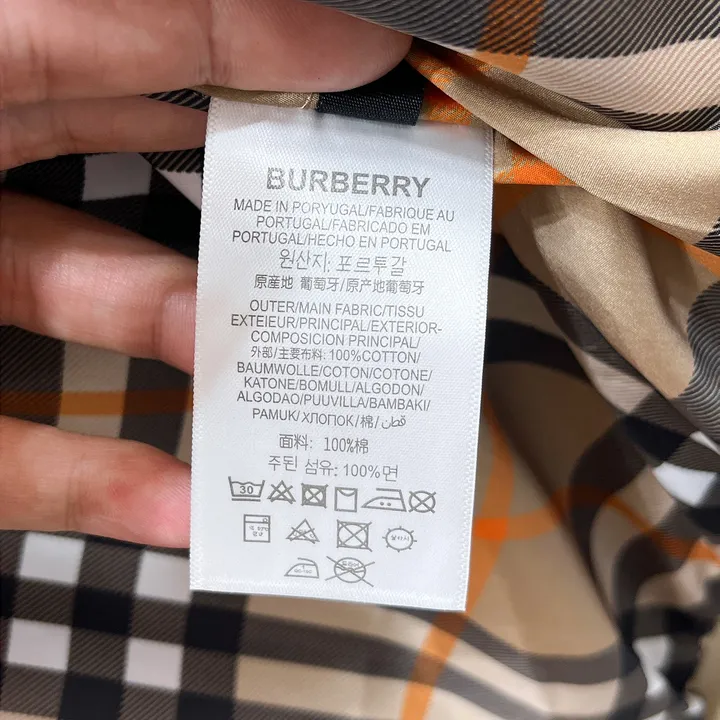 BURBERRY
MADE IN PORYUGAL/FABRIQUE AU
PORTUGAL/FABRICADO EM
PORTUGAL/HECHO EN PORTUGAL
원산지: 포르투갈
原産地 葡萄牙/原产地葡萄牙
OUTER/MAIN FABRIC/TISSU
EXTEIEUR/PRINCIPAL/EXTERIOR-
COMPOSITION PRINCIPAL/
外部/主要布料: 100%COTTON/
BAUMWOLLE/COTON/COTONE/
KATONE/BOMULL/ALGODON/
ALGODAO/PUUVILLA/BAMBAKI/
PAMUK/ХЛОПОК/棉/قطن
面料: 100%棉
주된 섬유: 100%면
30